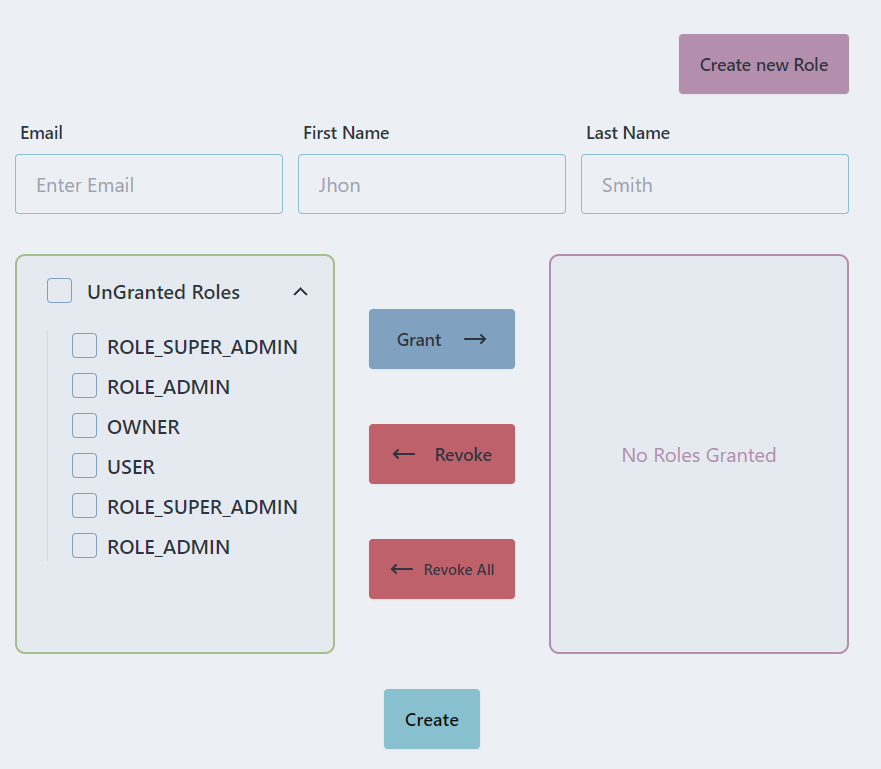 Create new Role
Email
First Name
Last Name
Enter Email
Jhon
Smith
UnGranted Roles
ROLE_SUPER_ADMIN
ROLE_ADMIN
OWNER
USER
ROLE_SUPER_ADMIN
ROLE_ADMIN
Grant
Revoke
Revoke All
No Roles Granted
Create